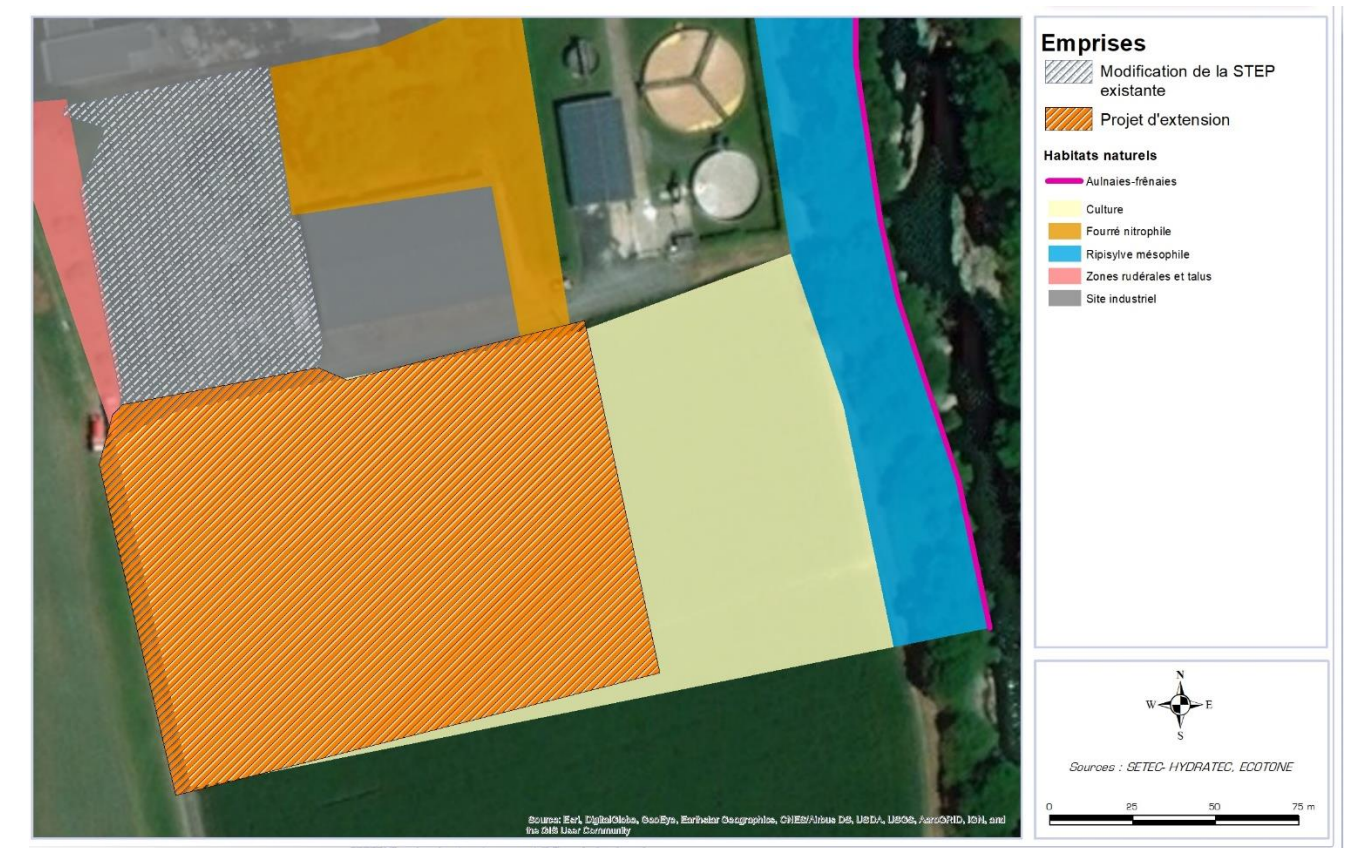 Emprises
Modification de la STEP
existante
Projet d'extension
Habitats naturels
Aulnaies-frênaies
Culture
Fourré nitrophile
Ripisylve mésophile
Zones rudérales et talus
Site industriel
N
W E
S
Sources : SETEC- HYDRATEC, ECOTONE
0 25 50 75 m
Source: Esri, DigitalGlobe, GeoEye, Earthstar Geographics, CNES/Airbus DS, USDA, USGS, AeroGRID, IGN, and
the GIS User Community